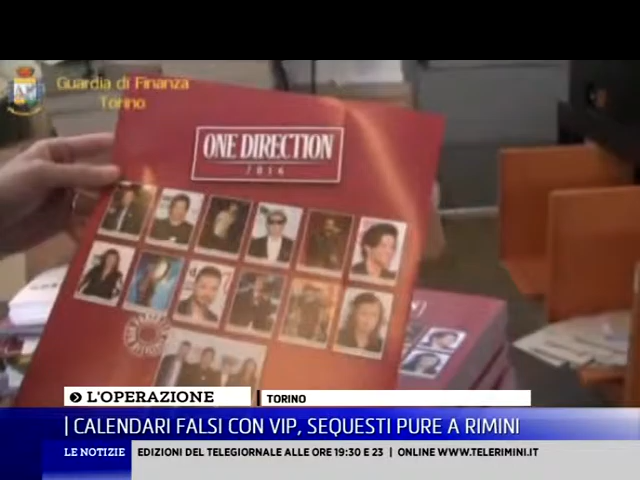 Guardia di Finanza
Torino
ONE DIRECTION
2016
L'OPERAZIONE
TORINO
| CALENDARI FALSI CON VIP, SEQUESTI PURE A RIMINI
LE NOTIZIE
EDIZIONI DEL TELEGIORNALE ALLE ORE 19:30 E 23 | ONLINE WWW.TELERIMINI.IT